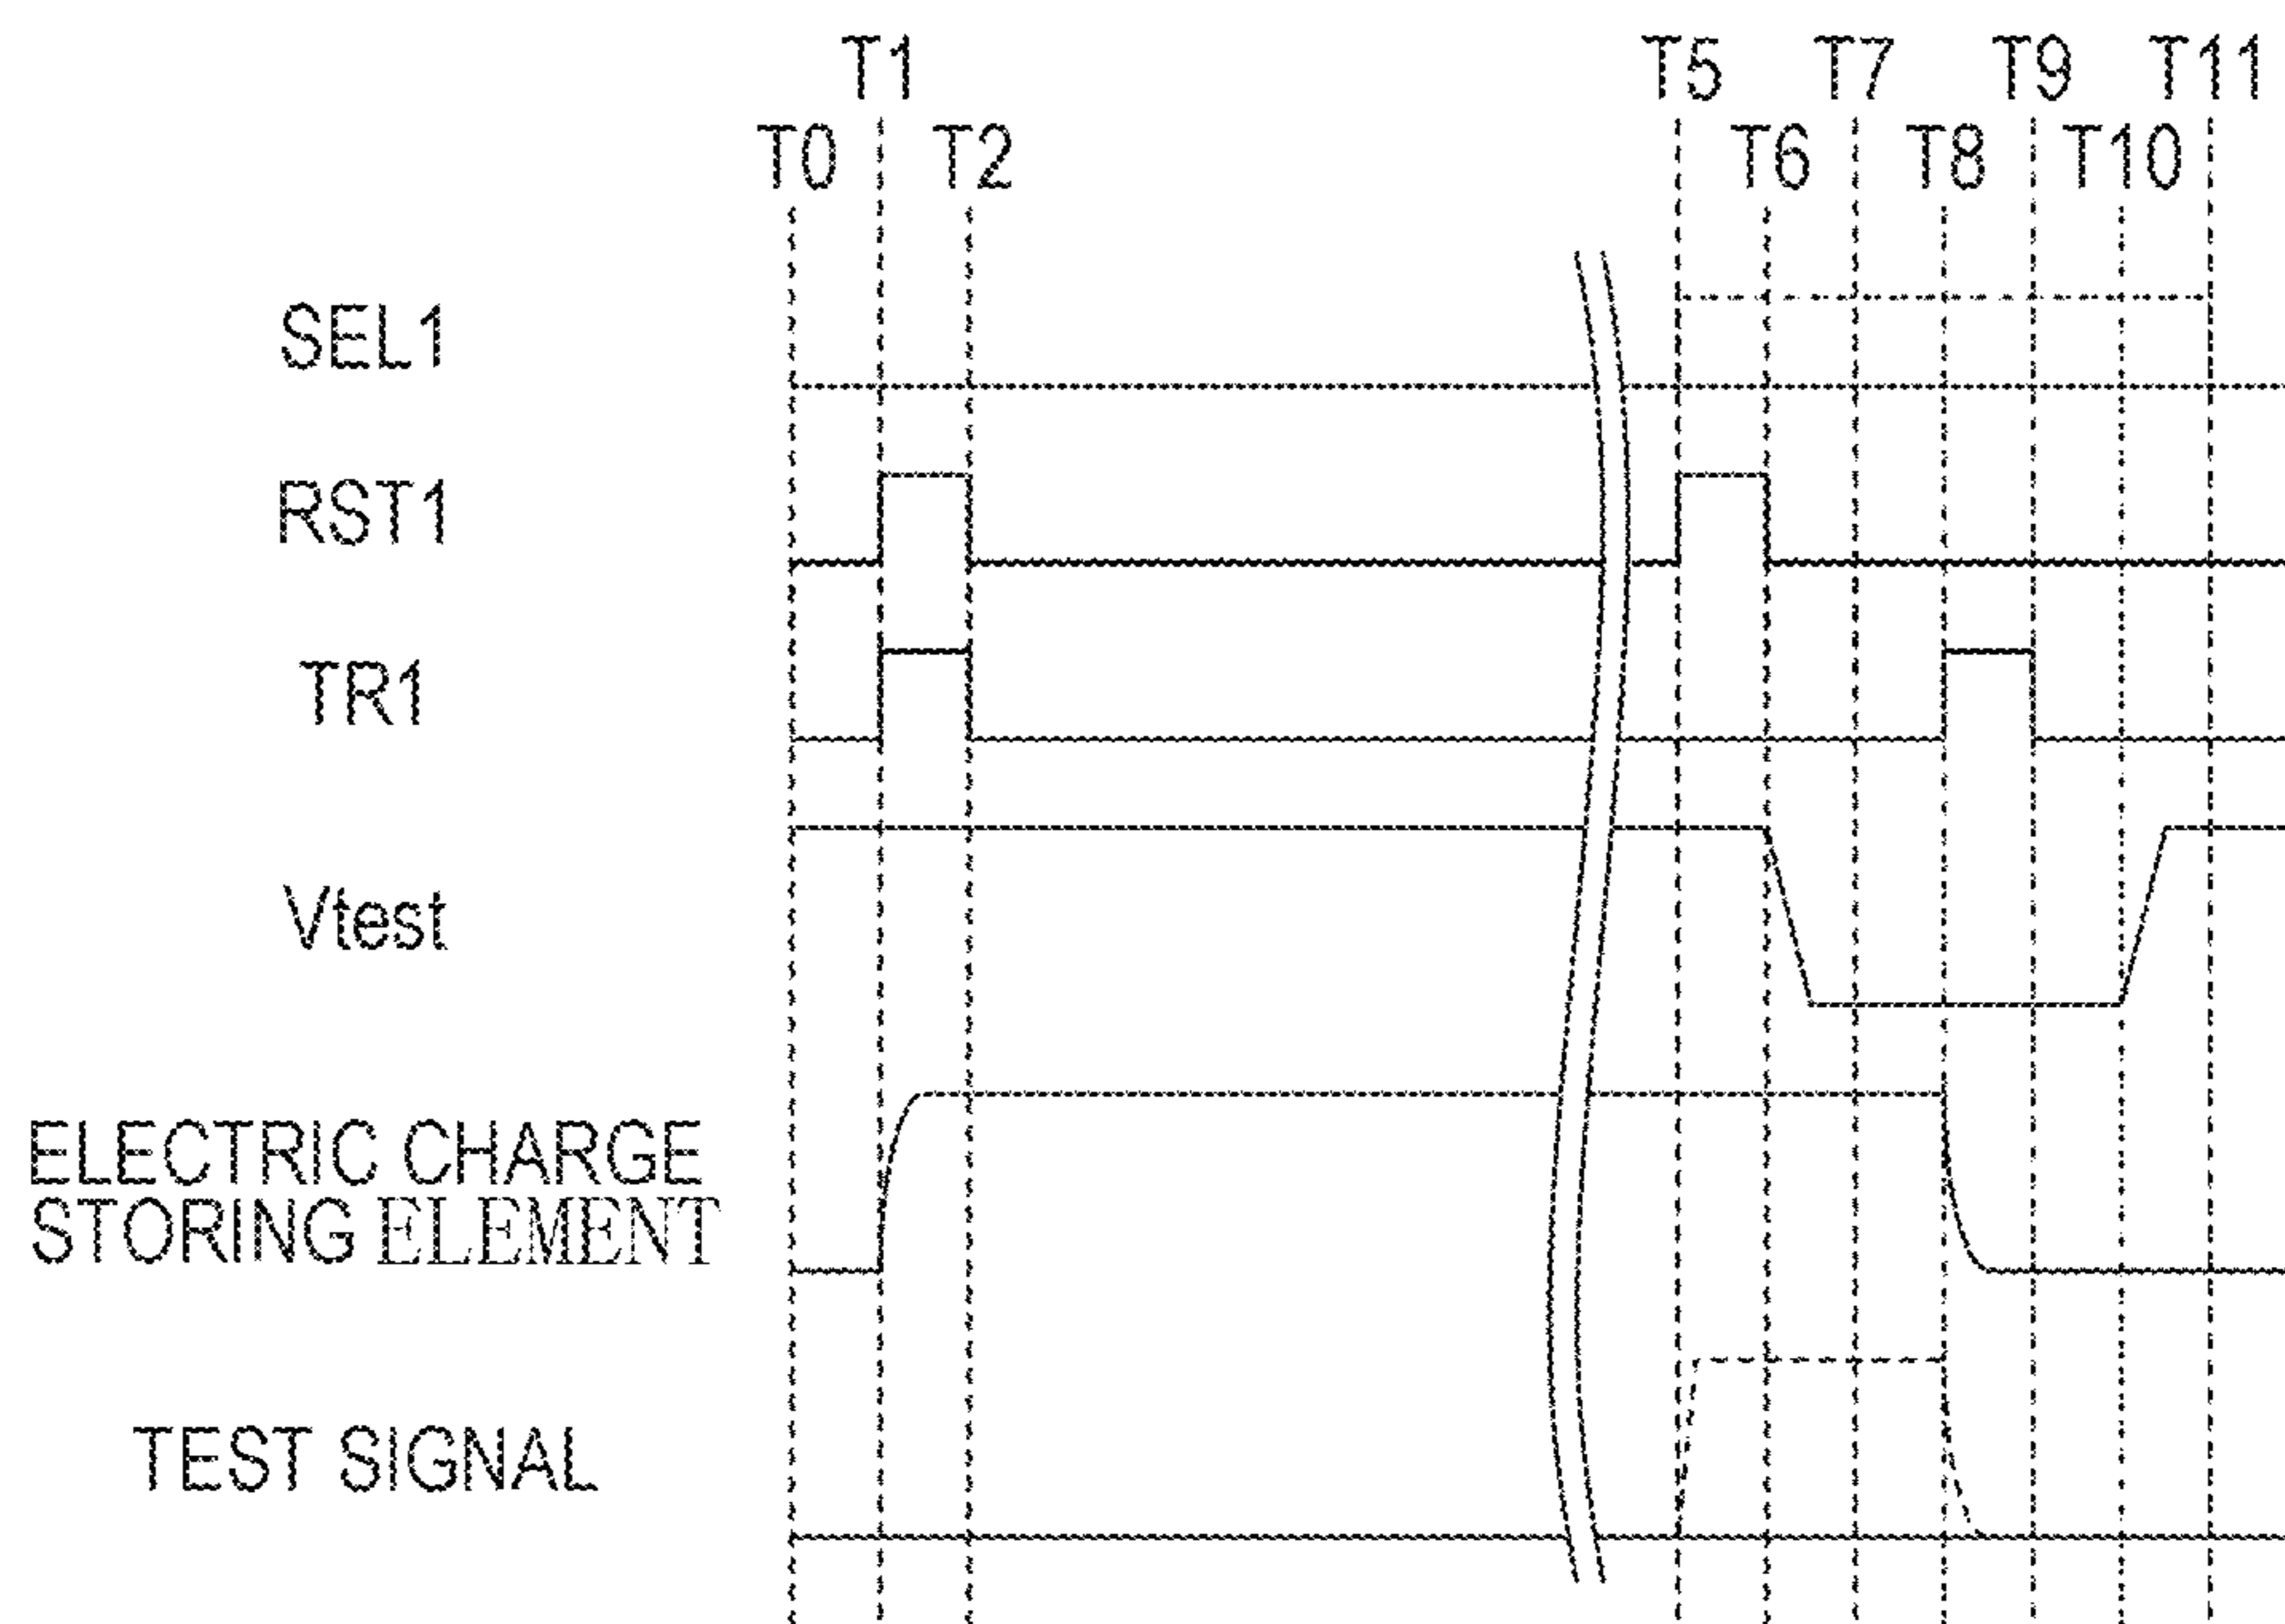 T1 T5 T7 T9 T11
T0 T2 T6 T8 T10
SEL1
RST1
TR1
Vtest
ELECTRIC CHARGE
STORING ELEMENT
TEST SIGNAL